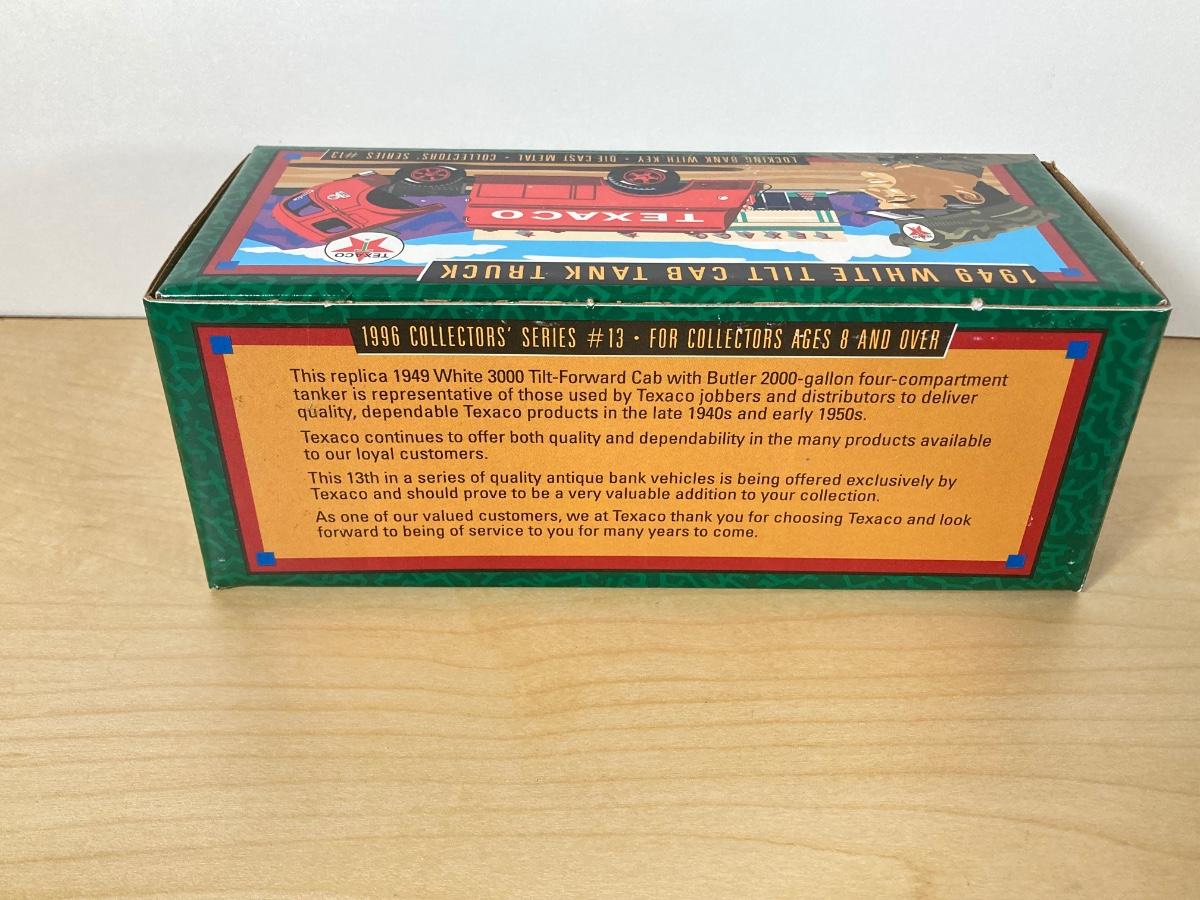 LOCKING BANK WITH KEY • DIE CAST METAL • COLLECTORS' SERIES #13
TEXACO
TEXACO
TEXACO
1949 WHITE TILT CAB TANK TRUCK
1996 COLLECTORS' SERIES #13 • FOR COLLECTORS AGES 8 AND OVER
This replica 1949 White 3000 Tilt-Forward Cab with Butler 2000-gallon four-compartment
tanker is representative of those used by Texaco jobbers and distributors to deliver
quality, dependable Texaco products in the late 1940s and early 1950s.
Texaco continues to offer both quality and dependability in the many products available
to our loyal customers.
This 13th in a series of quality antique bank vehicles is being offered exclusively by
Texaco and should prove to be a very valuable addition to your collection.
As one of our valued customers, we at Texaco thank you for choosing Texaco and look
forward to being of service to you for many years to come.